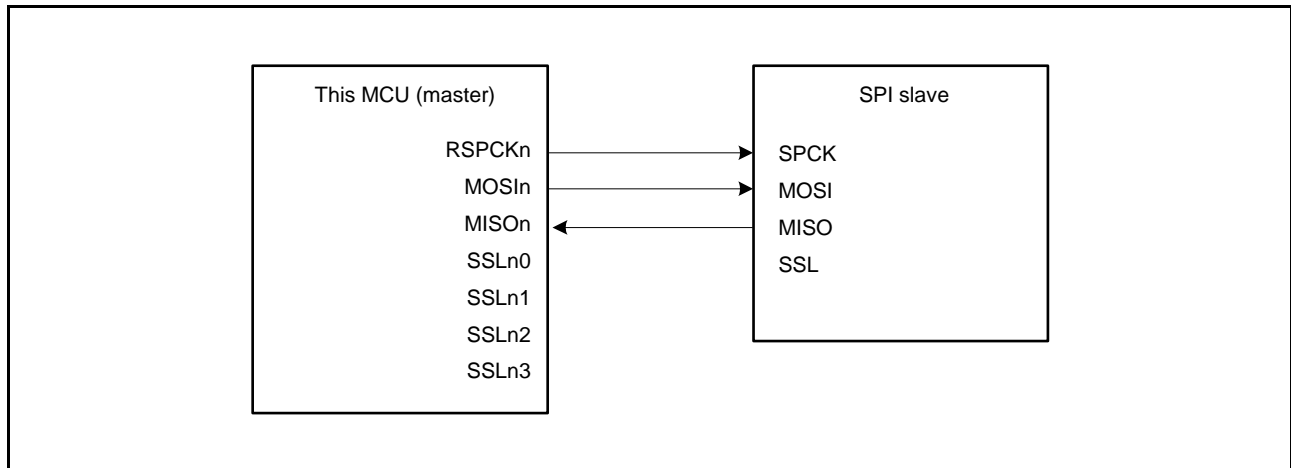 This MCU (master)
RSPCKn
MOSIn
MISOn
SSLn0
SSLn1
SSLn2
SSLn3
SPI slave
SPCK
MOSI
MISO
SSL